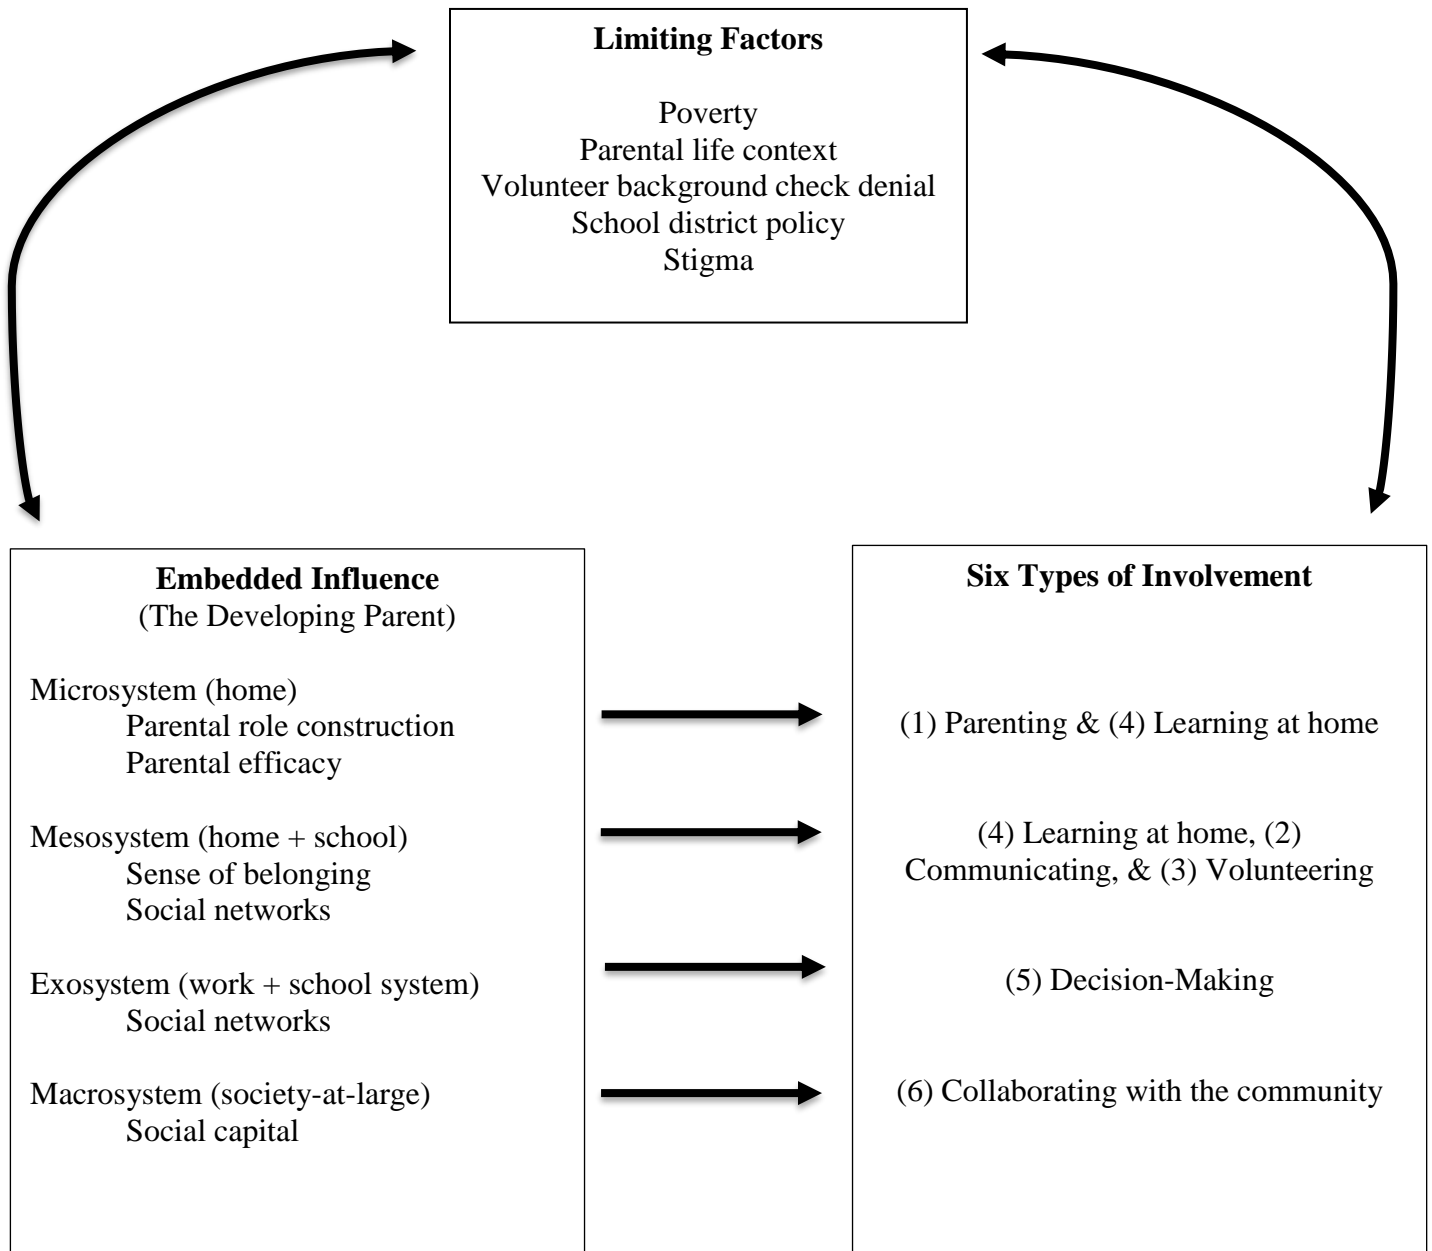 Limiting Factors
Poverty
Parental life context
Volunteer background check denial
School district policy
Stigma
Embedded Influence
(The Developing Parent)
Microsystem (home)
Parental role construction
Parental efficacy
Mesosystem (home + school)
Sense of belonging
Social networks
Exosystem (work + school system)
Social networks
Macrosystem (society-at-large)
Social capital
Six Types of Involvement
(1) Parenting & (4) Learning at home
(4) Learning at home, (2)
Communicating, & (3) Volunteering
(5) Decision-Making
(6) Collaborating with the community